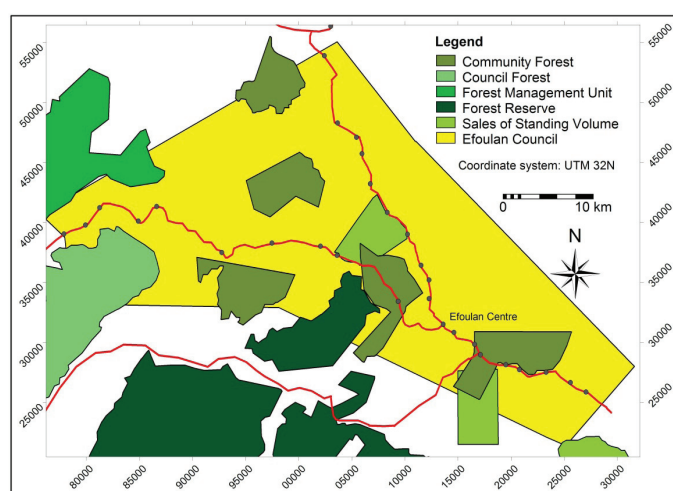 Legend
Community Forest
Council Forest
Forest Management Unit
Forest Reserve
Sales of Standing Volume
Efoulan Council
Coordinate system: UTM 32N
0 10 km
N
Efoulan Centre
55000
50000
45000
40000
35000
30000
25000
55000
50000
45000
40000
35000
30000
25000
80000 85000 90000 95000 00000 05000 10000 15000 20000 25000 30000